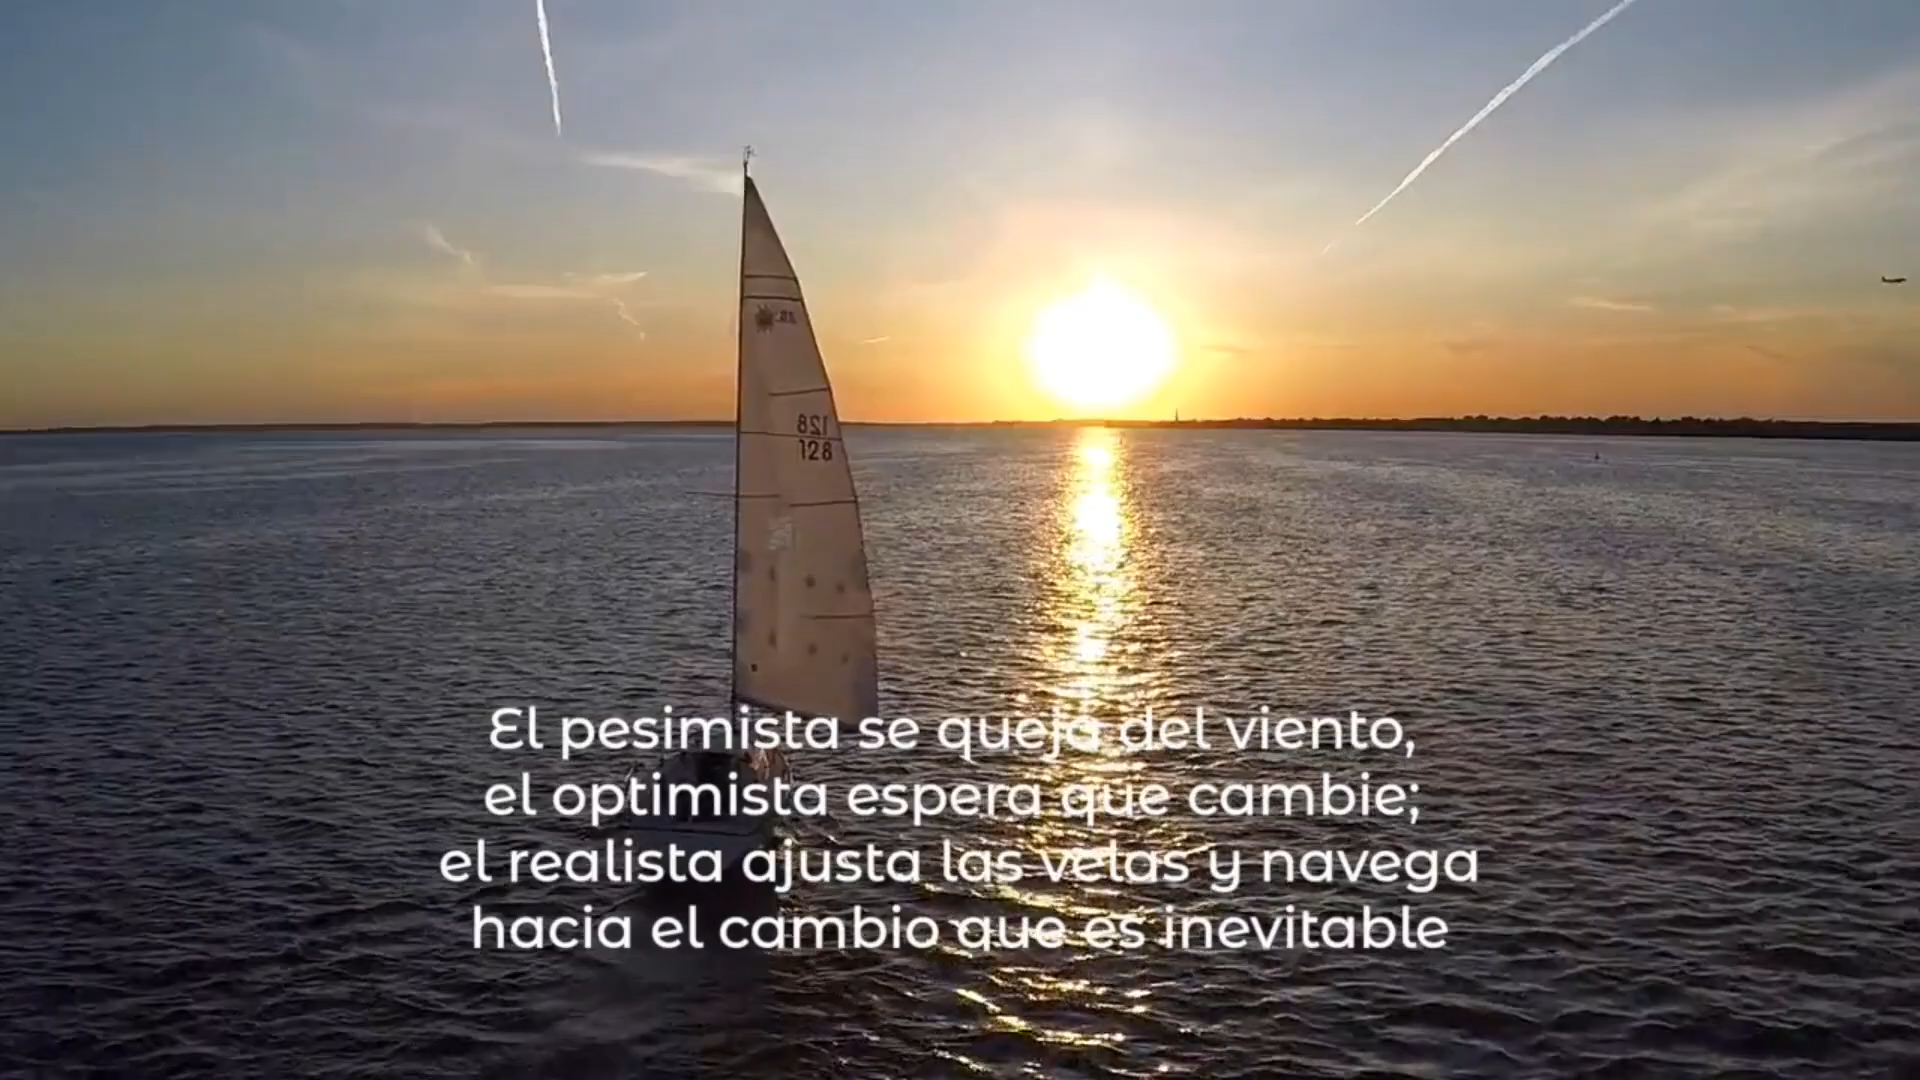 128
128
El pesimista se queja del viento,
el optimista espera que cambie;
el realista ajusta las velas y navega
hacia el cambio que es inevitable